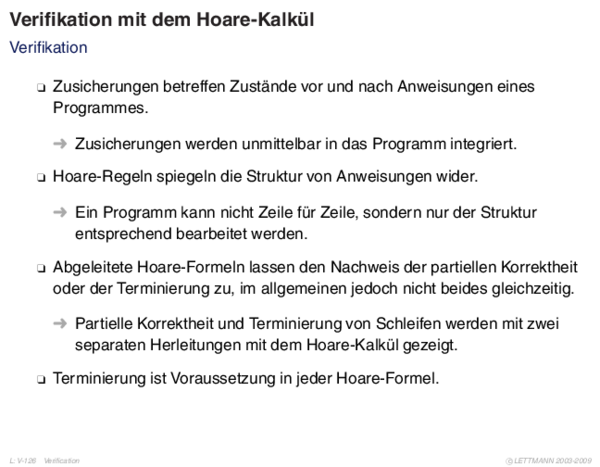 Verifikation mit dem Hoare-Kalkül
Verifikation
❑ Zusicherungen betreffen Zustände vor und nach Anweisungen eines
Programmes.
➜ Zusicherungen werden unmittelbar in das Programm integriert.
❑ Hoare-Regeln spiegeln die Struktur von Anweisungen wider.
➜ Ein Programm kann nicht Zeile für Zeile, sondern nur der Struktur
entsprechend bearbeitet werden.
❑ Abgeleitete Hoare-Formeln lassen den Nachweis der partiellen Korrektheit
oder der Terminierung zu, im allgemeinen jedoch nicht beides gleichzeitig.
➜ Partielle Korrektheit und Terminierung von Schleifen werden mit zwei
separaten Herleitungen mit dem Hoare-Kalkül gezeigt.
❑ Terminierung ist Voraussetzung in jeder Hoare-Formel.
L: V-126 Verification © LETTMANN 2003-2009